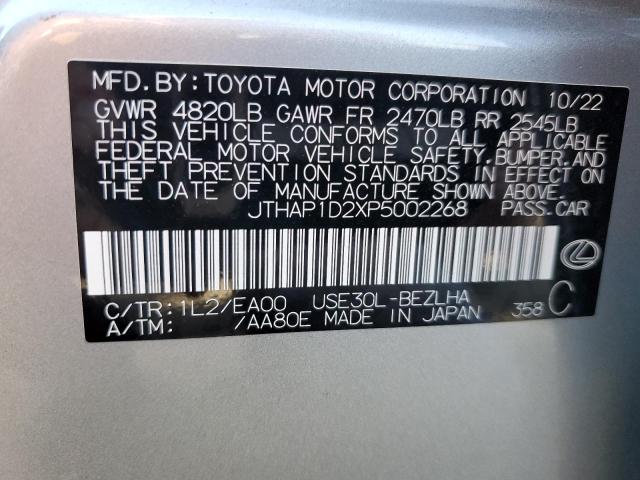 MFD. BY: TOYOTA MOTOR CORPORATION 10/22
GVWR 4820LB GAWR FR 2470LB RR 2545LB
THIS VEHICLE CONFORMS TO ALL APPLICABLE
FEDERAL MOTOR VEHICLE SAFETY, BUMPER, AND
THEFT PREVENTION STANDARDS IN EFFECT ON
THE DATE OF MANUFACTURE SHOWN ABOVE.
JTHAP1D2XP5002268 PASS. CAR
C/TR: 1L2/EA00 USE30L-BEZLHA
A/TM: /AA80E MADE IN JAPAN 358 C